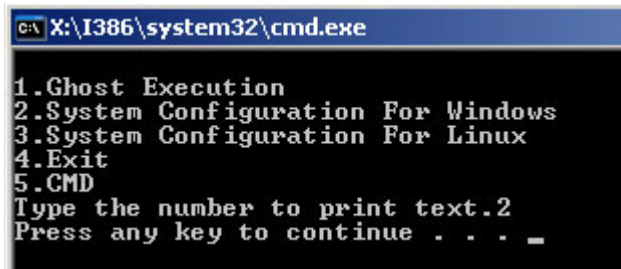 X:\I386\system32\cmd.exe
1.Ghost Execution
2.System Configuration For Windows
3.System Configuration For Linux
4.Exit
5.CMD
Type the number to print text.2
Press any key to continue . . . _